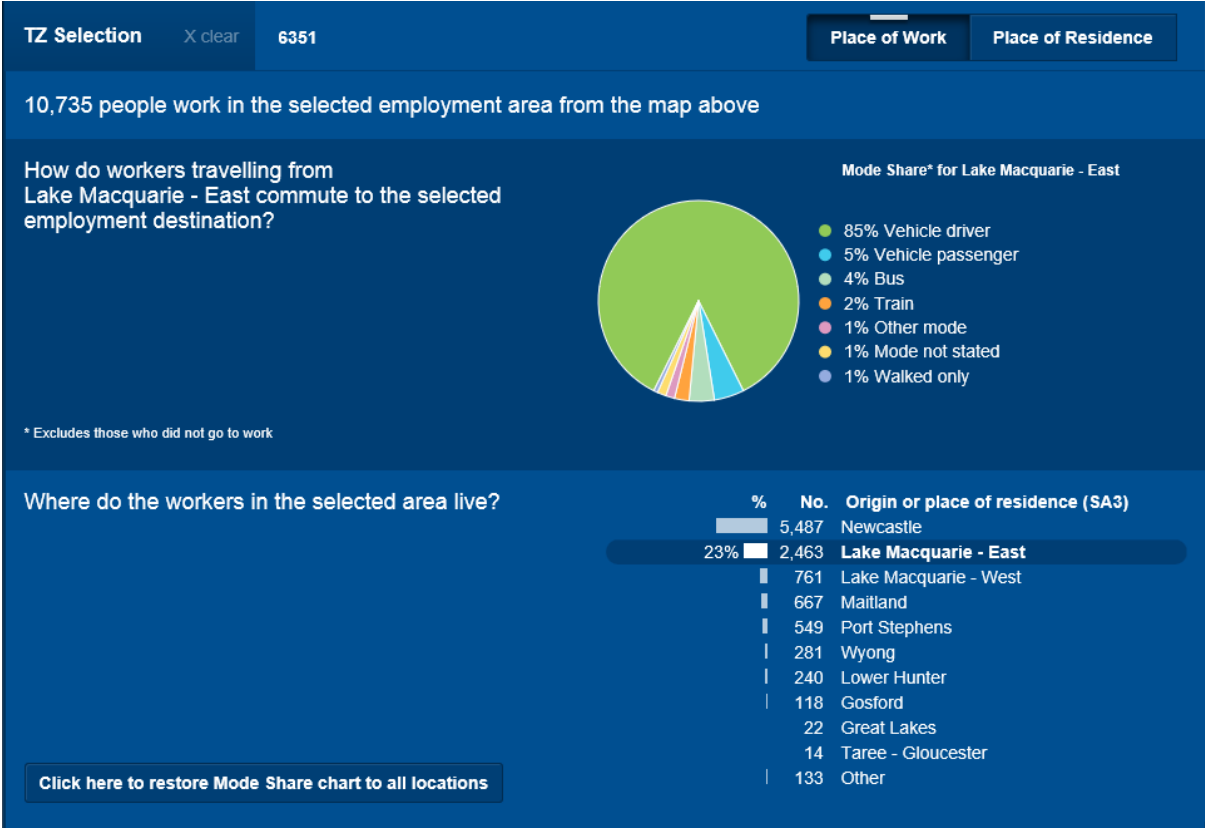 TZ Selection X clear 6351 Place of Work Place of Residence
10,735 people work in the selected employment area from the map above
How do workers travelling from
Lake Macquarie - East commute to the selected
employment destination?
Mode Share* for Lake Macquarie - East
85% Vehicle driver
5% Vehicle passenger
4% Bus
2% Train
1% Other mode
1% Mode not stated
1% Walked only
* Excludes those who did not go to work
Where do the workers in the selected area live?
% No. Origin or place of residence (SA3)
5,487 Newcastle
23% 2,463 Lake Macquarie - East
761 Lake Macquarie - West
667 Maitland
549 Port Stephens
281 Wyong
240 Lower Hunter
118 Gosford
22 Great Lakes
14 Taree - Gloucester
133 Other
Click here to restore Mode Share chart to all locations